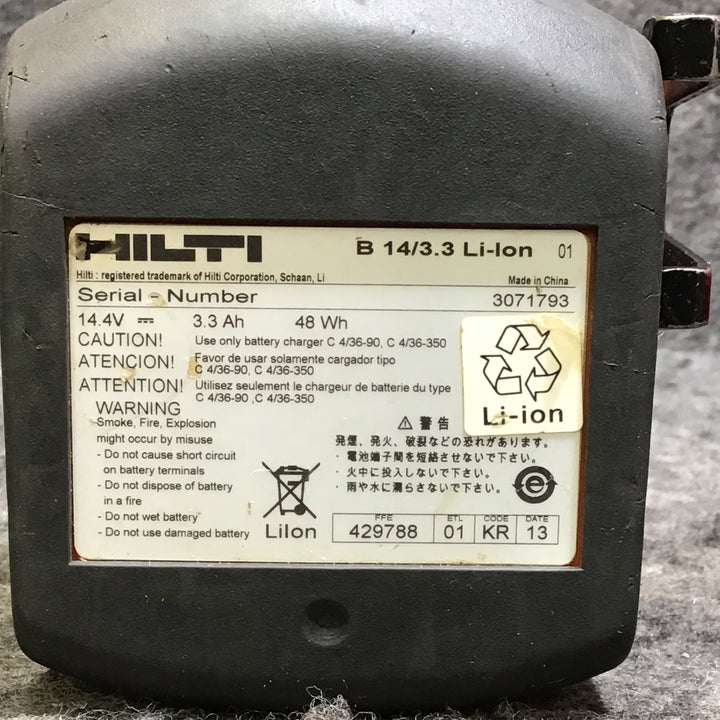 HILTI
B 14/3.3 Li-Ion 01
Hilti : registered trademark of Hilti Corporation, Schaan, Li
Made in China
Serial - Number 3071793
14.4V 3.3 Ah 48 Wh
CAUTION! Use only battery charger C 4/36-90, C 4/36-350
ATENCION! Favor de usar solamente cargador tipo
C 4/36-90, C 4/36-350
ATTENTION! Utilisez seulement le chargeur de batterie du type
C 4/36-90 ,C 4/36-350
Li-ion
WARNING
Smoke, Fire, Explosion
might occur by misuse
- Do not cause short circuit
on battery terminals
- Do not dispose of battery
in a fire
- Do not wet battery
- Do not use damaged battery
LiIon
⚠ 警告
発煙、発火、破裂などの恐れがあります。
・電池端子間を短絡させないで下さい。
・火中に投入しないで下さい。
・雨や水に濡らさないで下さい。
e
FFE ETL CODE DATE
429788 01 KR 13